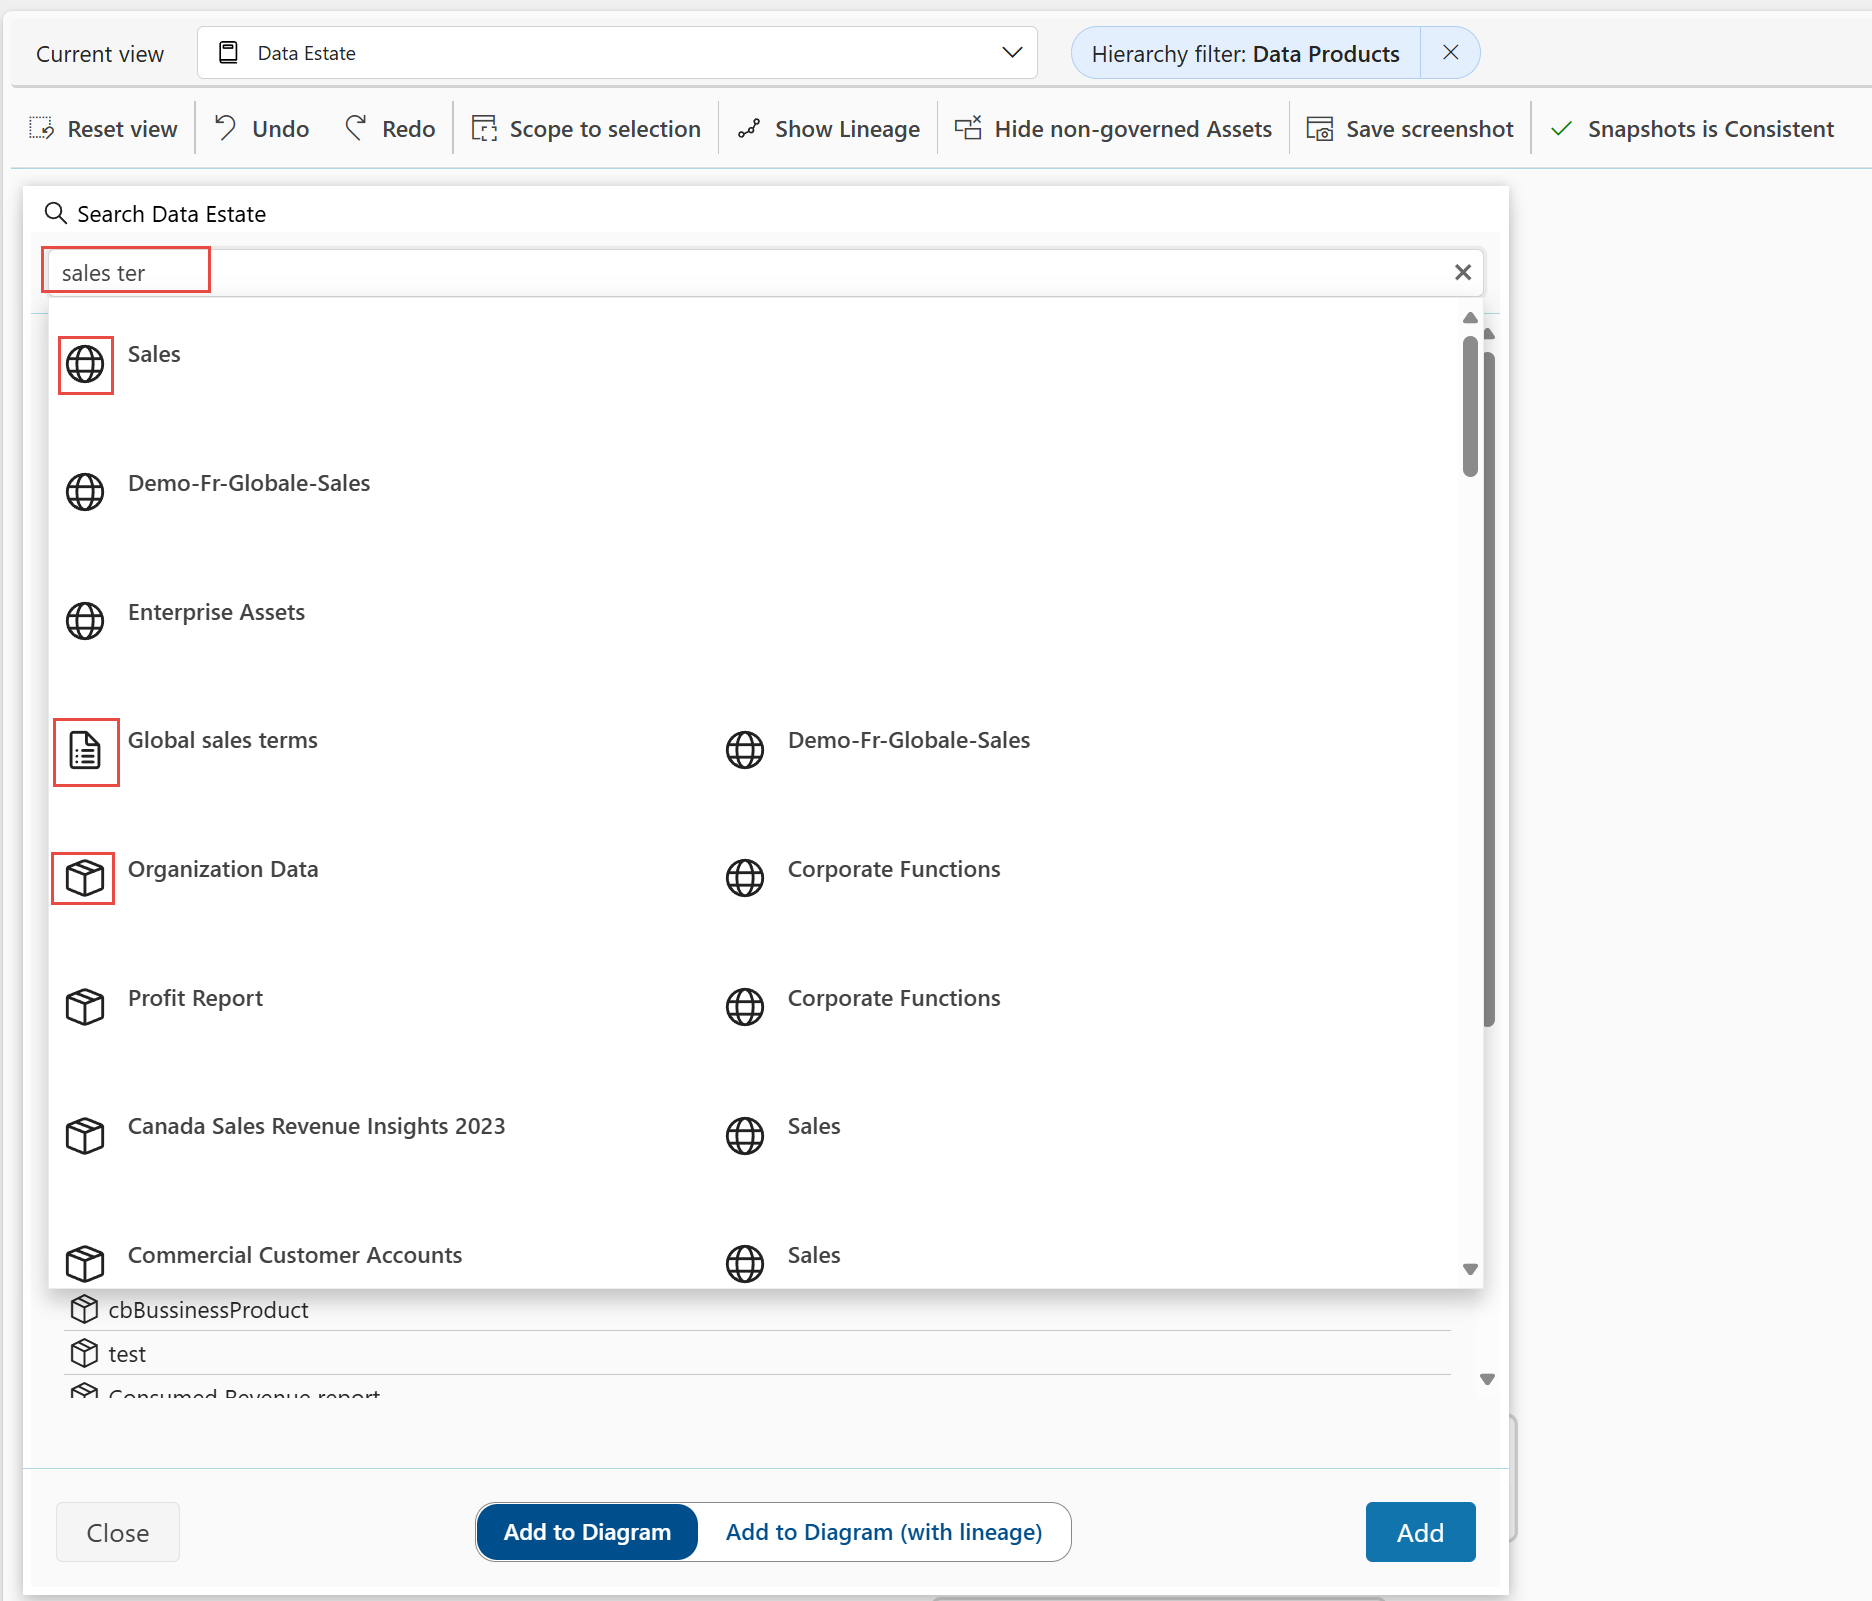 Current view
Data Estate
Hierarchy filter: Data Products
Reset view
Undo
Redo
Scope to selection
Show Lineage
Hide non-governed Assets
Save screenshot
Snapshots is Consistent
Search Data Estate
sales ter
Sales
Demo-Fr-Globale-Sales
Enterprise Assets
Global sales terms
Demo-Fr-Globale-Sales
Organization Data
Corporate Functions
Profit Report
Corporate Functions
Canada Sales Revenue Insights 2023
Sales
Commercial Customer Accounts
Sales
cbBussinessProduct
test
Consumed Revenue report
Close
Add to Diagram
Add to Diagram (with lineage)
Add